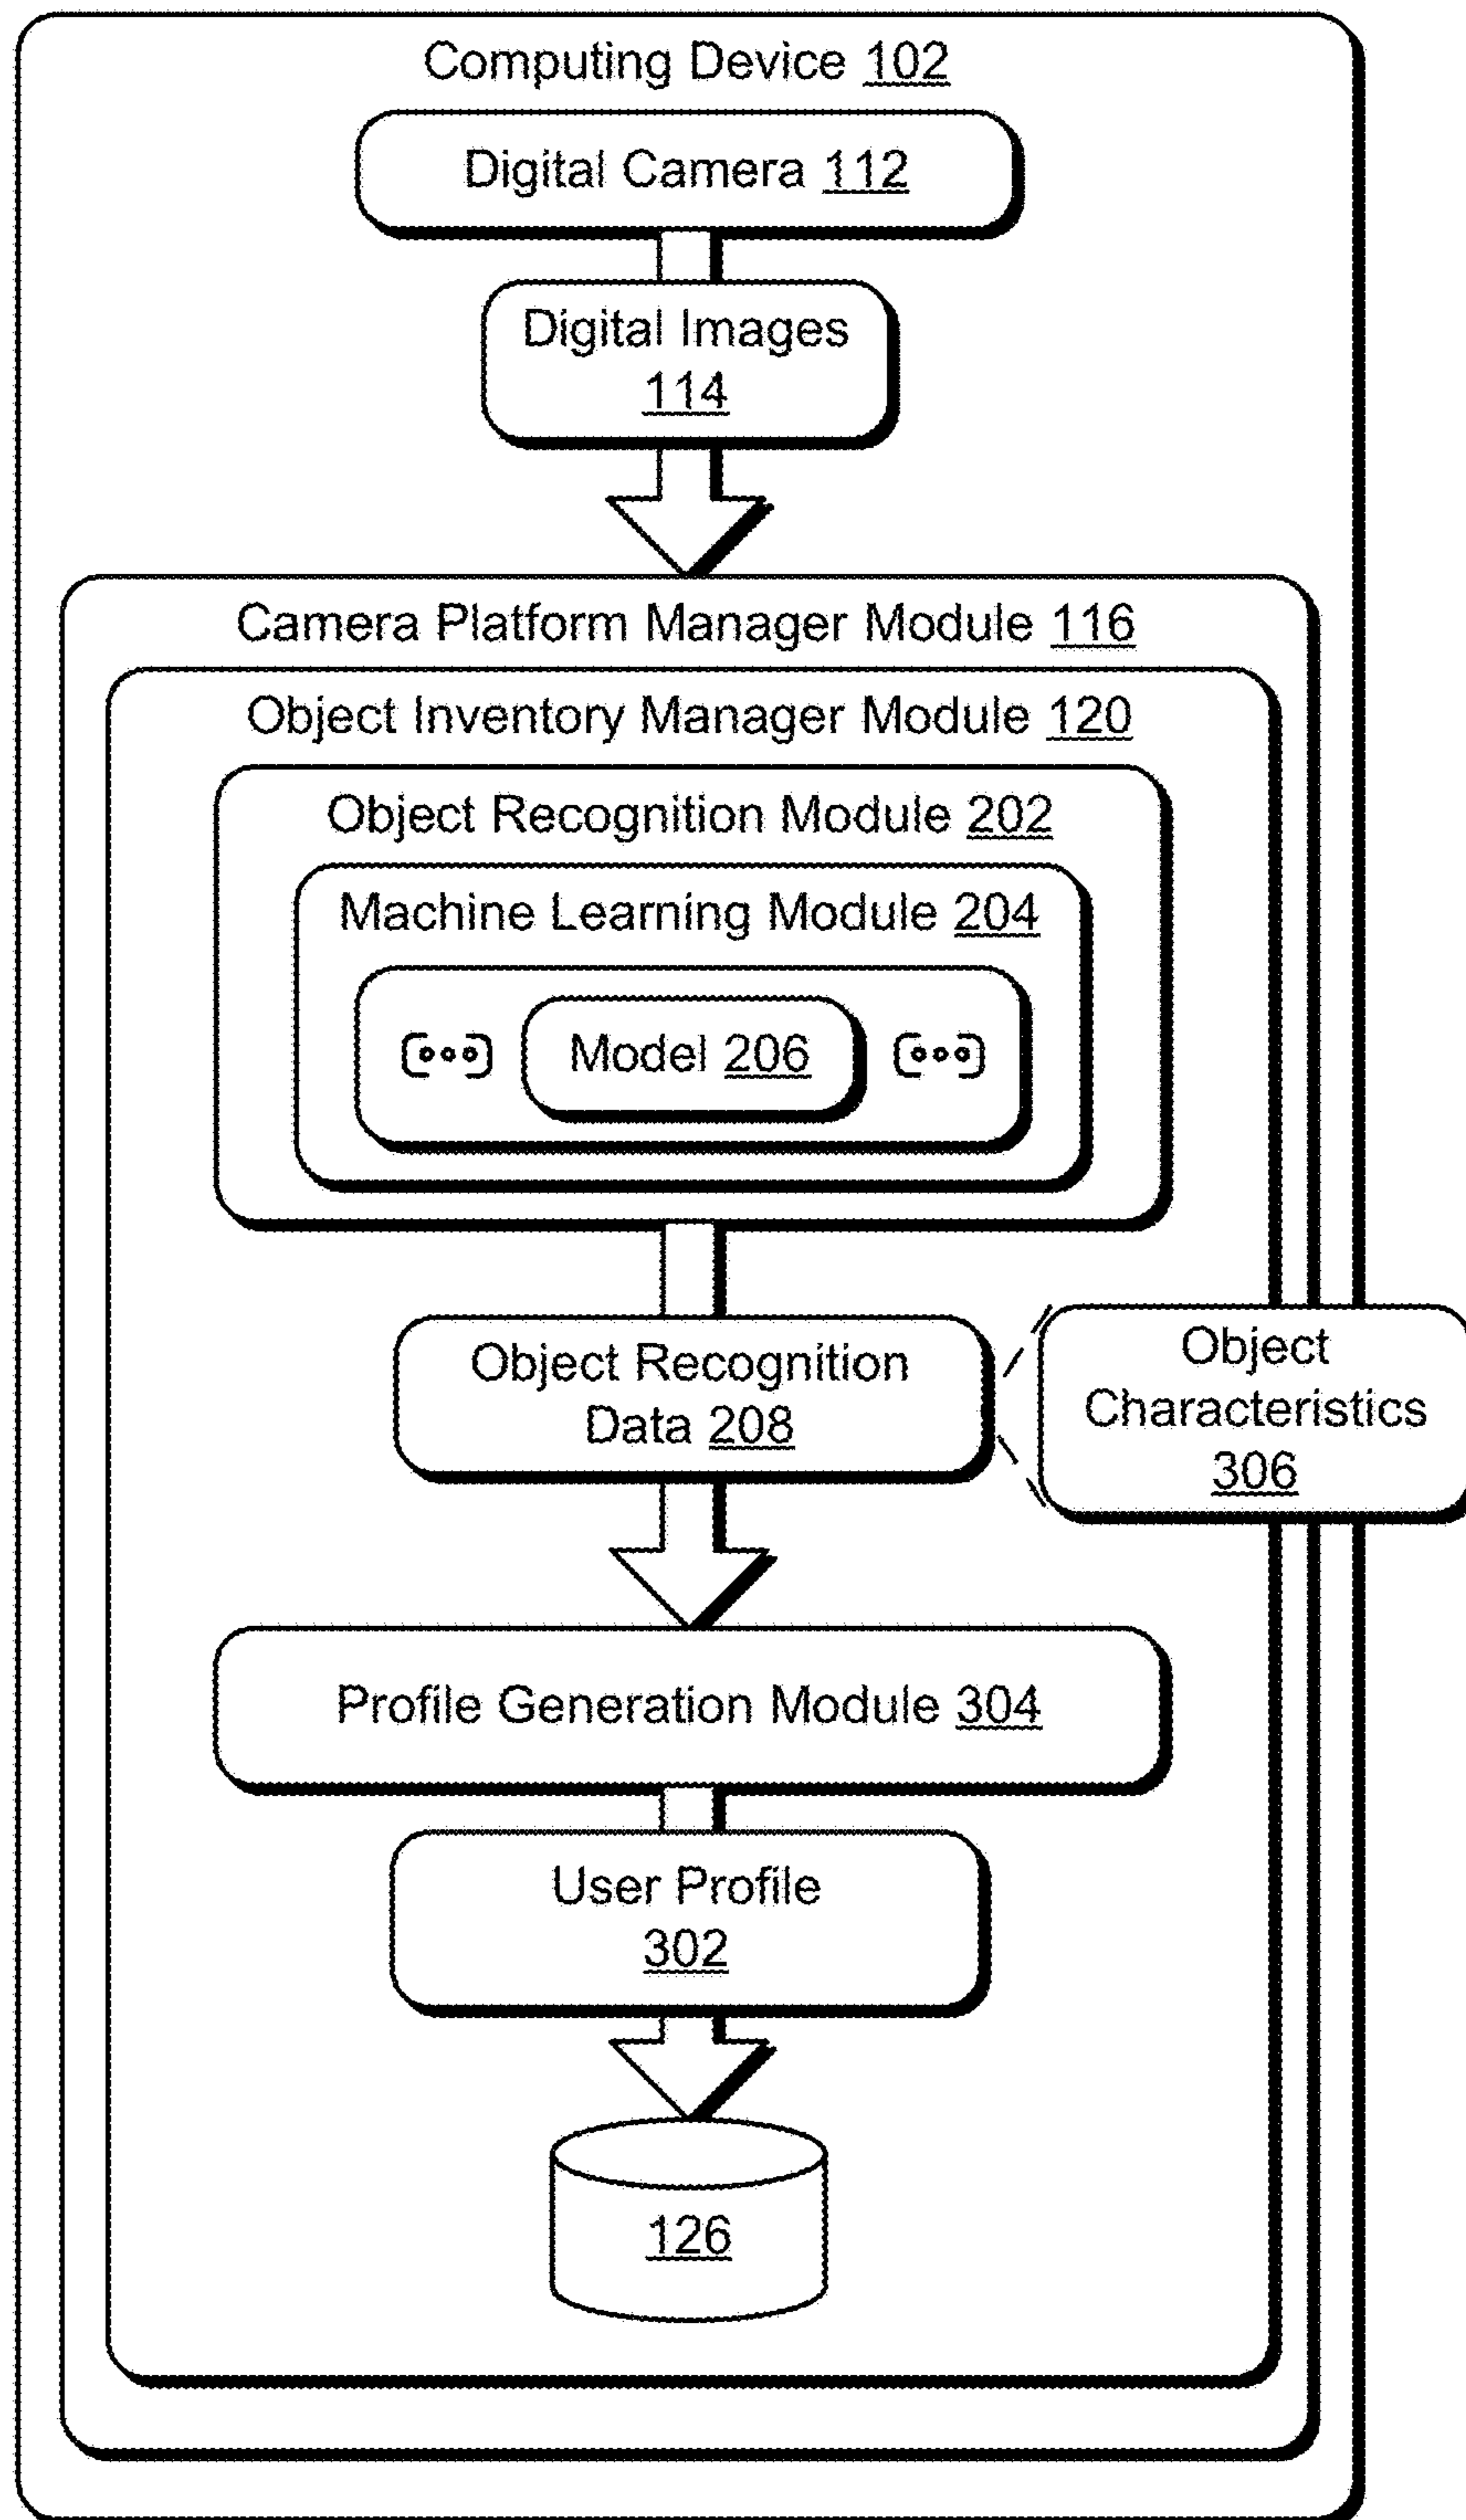 Computing Device 102
Digital Camera 112
Digital Images
114
Camera Platform Manager Module 116
Object Inventory Manager Module 120
Object Recognition Module 202
Machine Learning Module 204
Model 206
Object Recognition
Data 208
Object
Characteristics
306
Profile Generation Module 304
User Profile
302
126